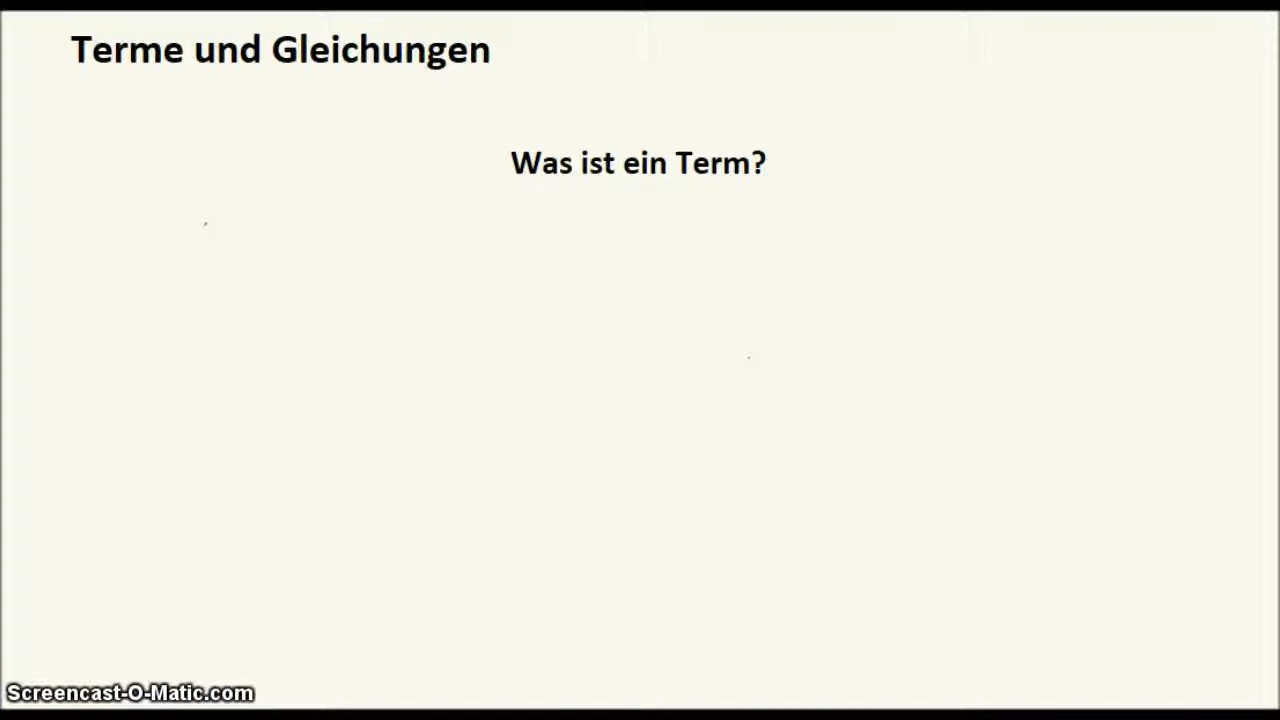 Terme und Gleichungen
Was ist ein Term?
Screencast-O-Matic.com